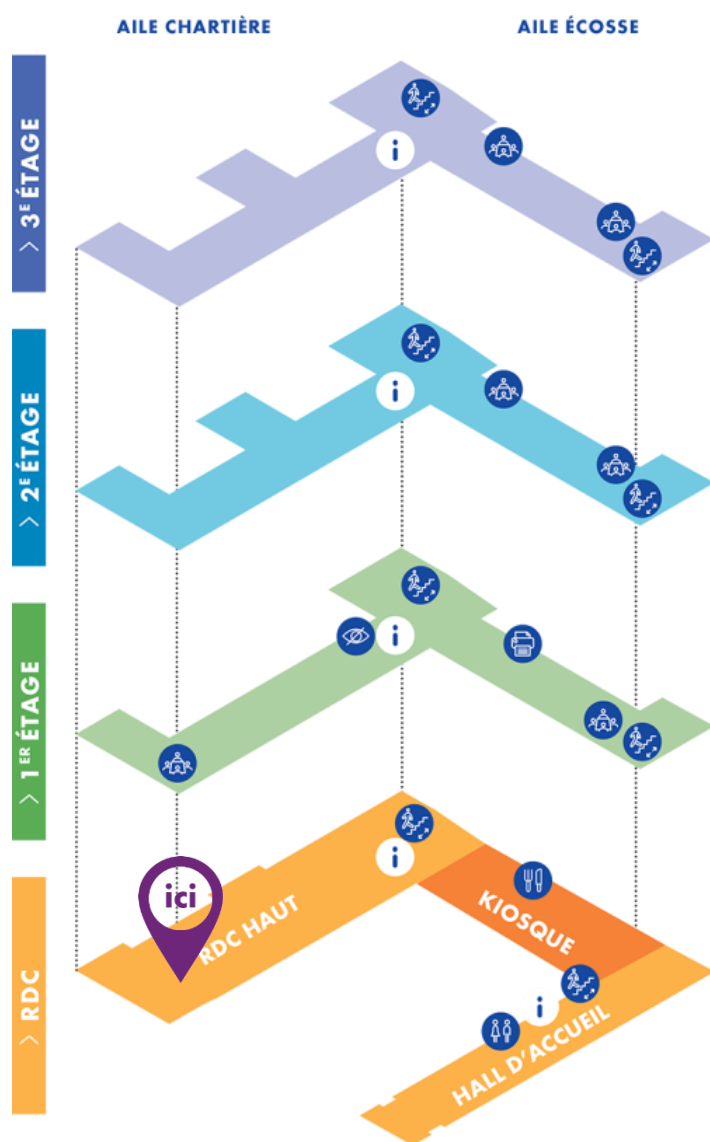 AILE CHARTIÈRE
AILE ÉCOSSE
> 3E ÉTAGE
i
> 2E ÉTAGE
i
> 1ER ÉTAGE
i
> RDC
i
ici
RDC HAUT
KIOSQUE
i
HALL D'ACCUEIL